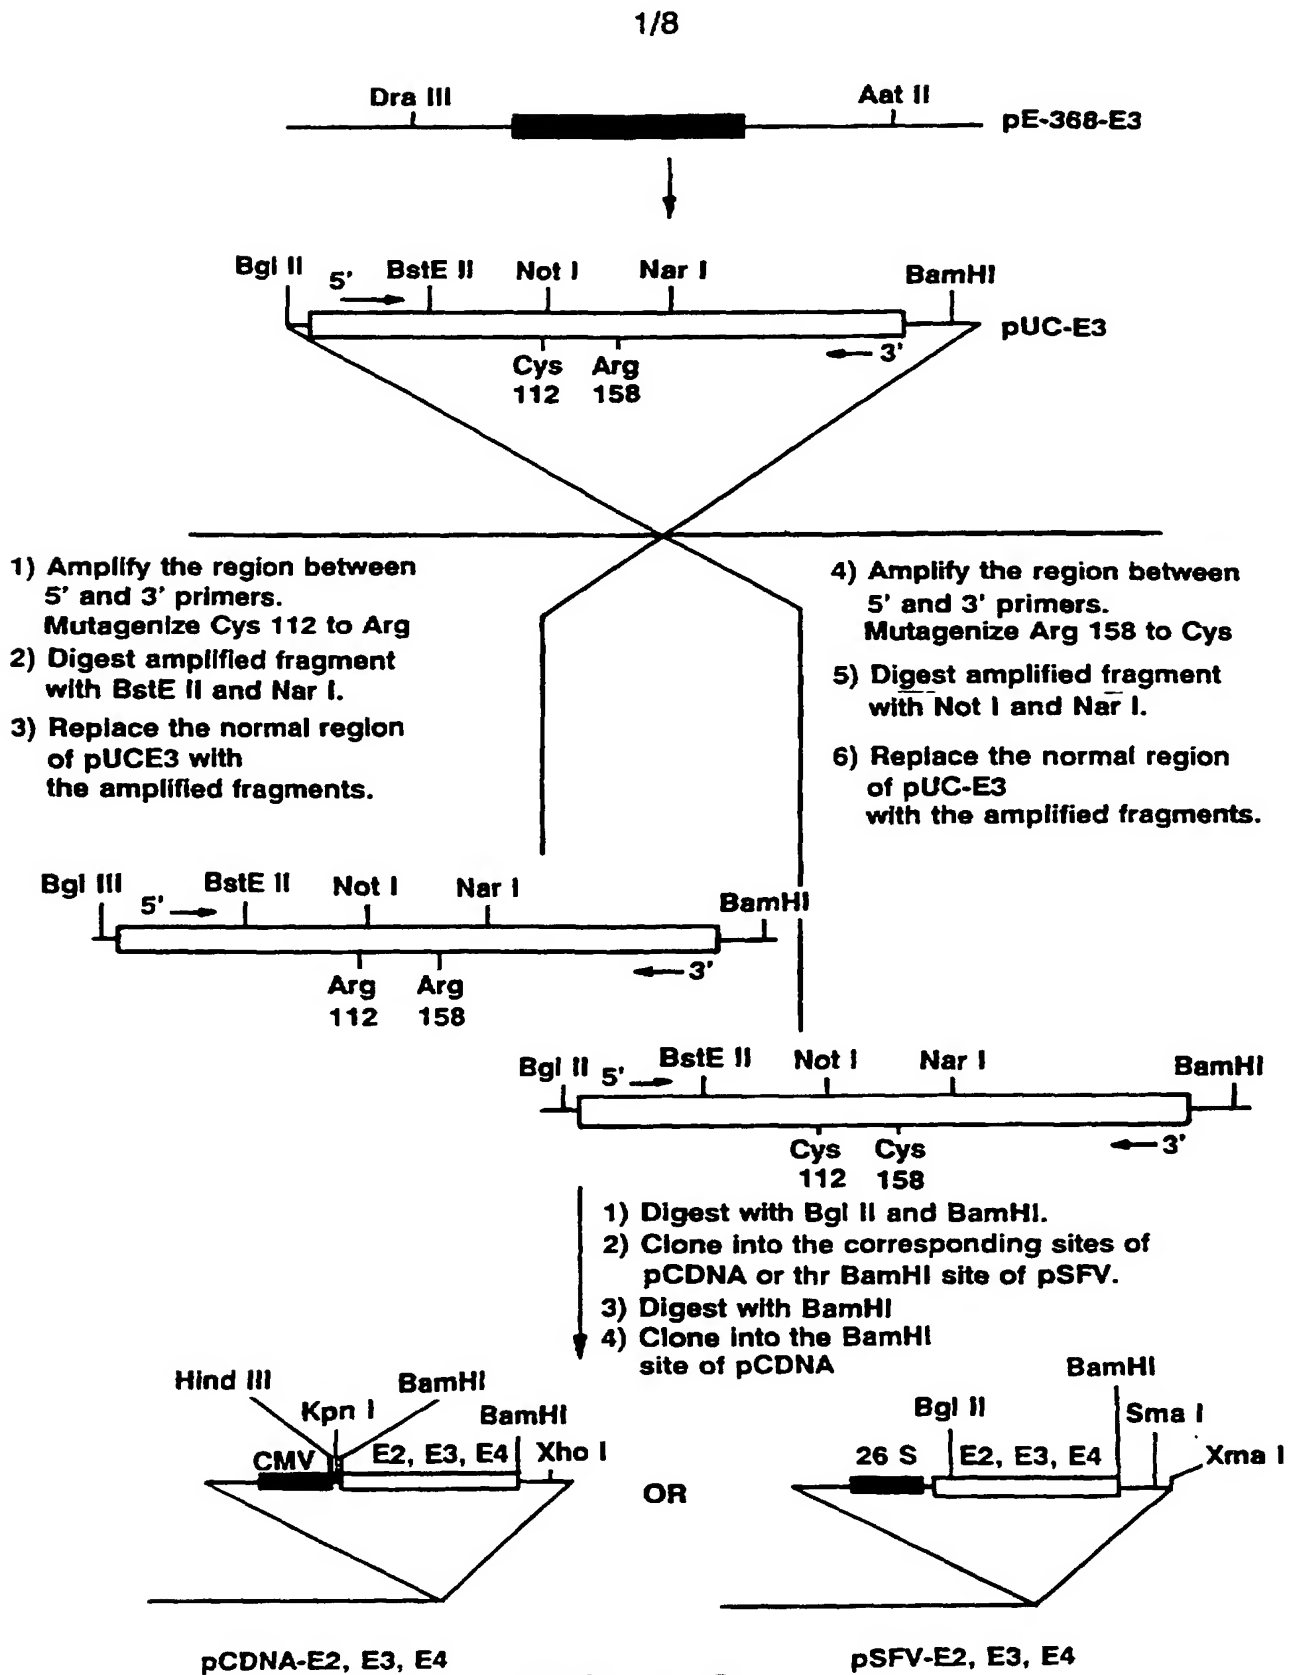 1/8
Dra III
Aat II
pE-368-E3
Bgl II
5'
BstE II
Not I
Nar I
BamHI
pUC-E3
3'
Cys
112
Arg
158
1) Amplify the region between
5' and 3' primers.
Mutagenize Cys 112 to Arg
2) Digest amplified fragment
with BstE II and Nar I.
3) Replace the normal region
of pUCE3 with
the amplified fragments.
4) Amplify the region between
5' and 3' primers.
Mutagenize Arg 158 to Cys
5) Digest amplified fragment
with Not I and Nar I.
6) Replace the normal region
of pUC-E3
with the amplified fragments.
Bgl III
5'
BstE II
Not I
Nar I
BamHI
3'
Arg
112
Arg
158
Bgl II
5'
BstE II
Not I
Nar I
BamHI
3'
Cys
112
Cys
158
1) Digest with Bgl II and BamHI.
2) Clone into the corresponding sites of
pCDNA or thr BamHI site of pSFV.
3) Digest with BamHI
4) Clone into the BamHI
site of pCDNA
Hind III
Kpn I
BamHI
BamHI
CMV
E2, E3, E4
Xho I
OR
Bgl II
BamHI
Sma I
26 S
E2, E3, E4
Xma I
pCDNA-E2, E3, E4
pSFV-E2, E3, E4